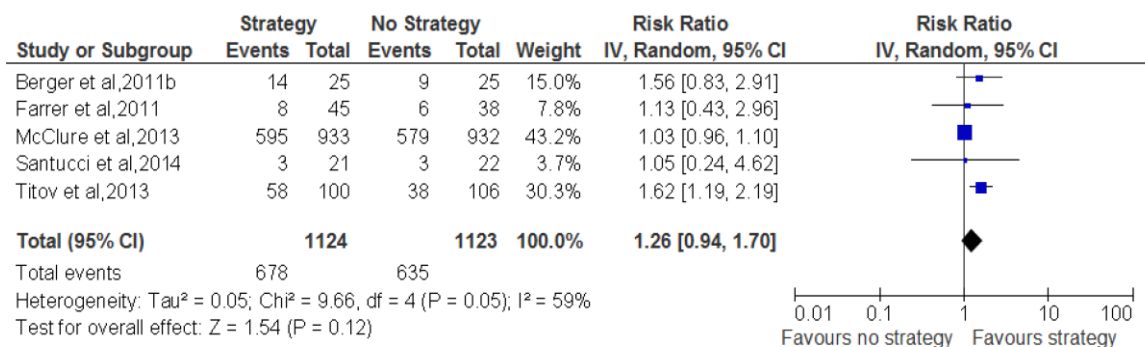 Strategy No Strategy Risk Ratio Risk Ratio
Study or Subgroup Events Total Events Total Weight IV, Random, 95% CI IV, Random, 95% CI
Berger et al,2011b 14 25 9 25 15.0% 1.56 [0.83, 2.91]
Farrer et al,2011 8 45 6 38 7.8% 1.13 [0.43, 2.96]
McClure et al,2013 595 933 579 932 43.2% 1.03 [0.96, 1.10]
Santucci et al,2014 3 21 3 22 3.7% 1.05 [0.24, 4.62]
Titov et al,2013 58 100 38 106 30.3% 1.62 [1.19, 2.19]
Total (95% CI) 1124 1123 100.0% 1.26 [0.94, 1.70]
Total events 678 635
Heterogeneity: Tau² = 0.05; Chi² = 9.66, df = 4 (P = 0.05); I² = 59%
Test for overall effect: Z = 1.54 (P = 0.12)
0.01 0.1 1 10 100
Favours no strategy Favours strategy